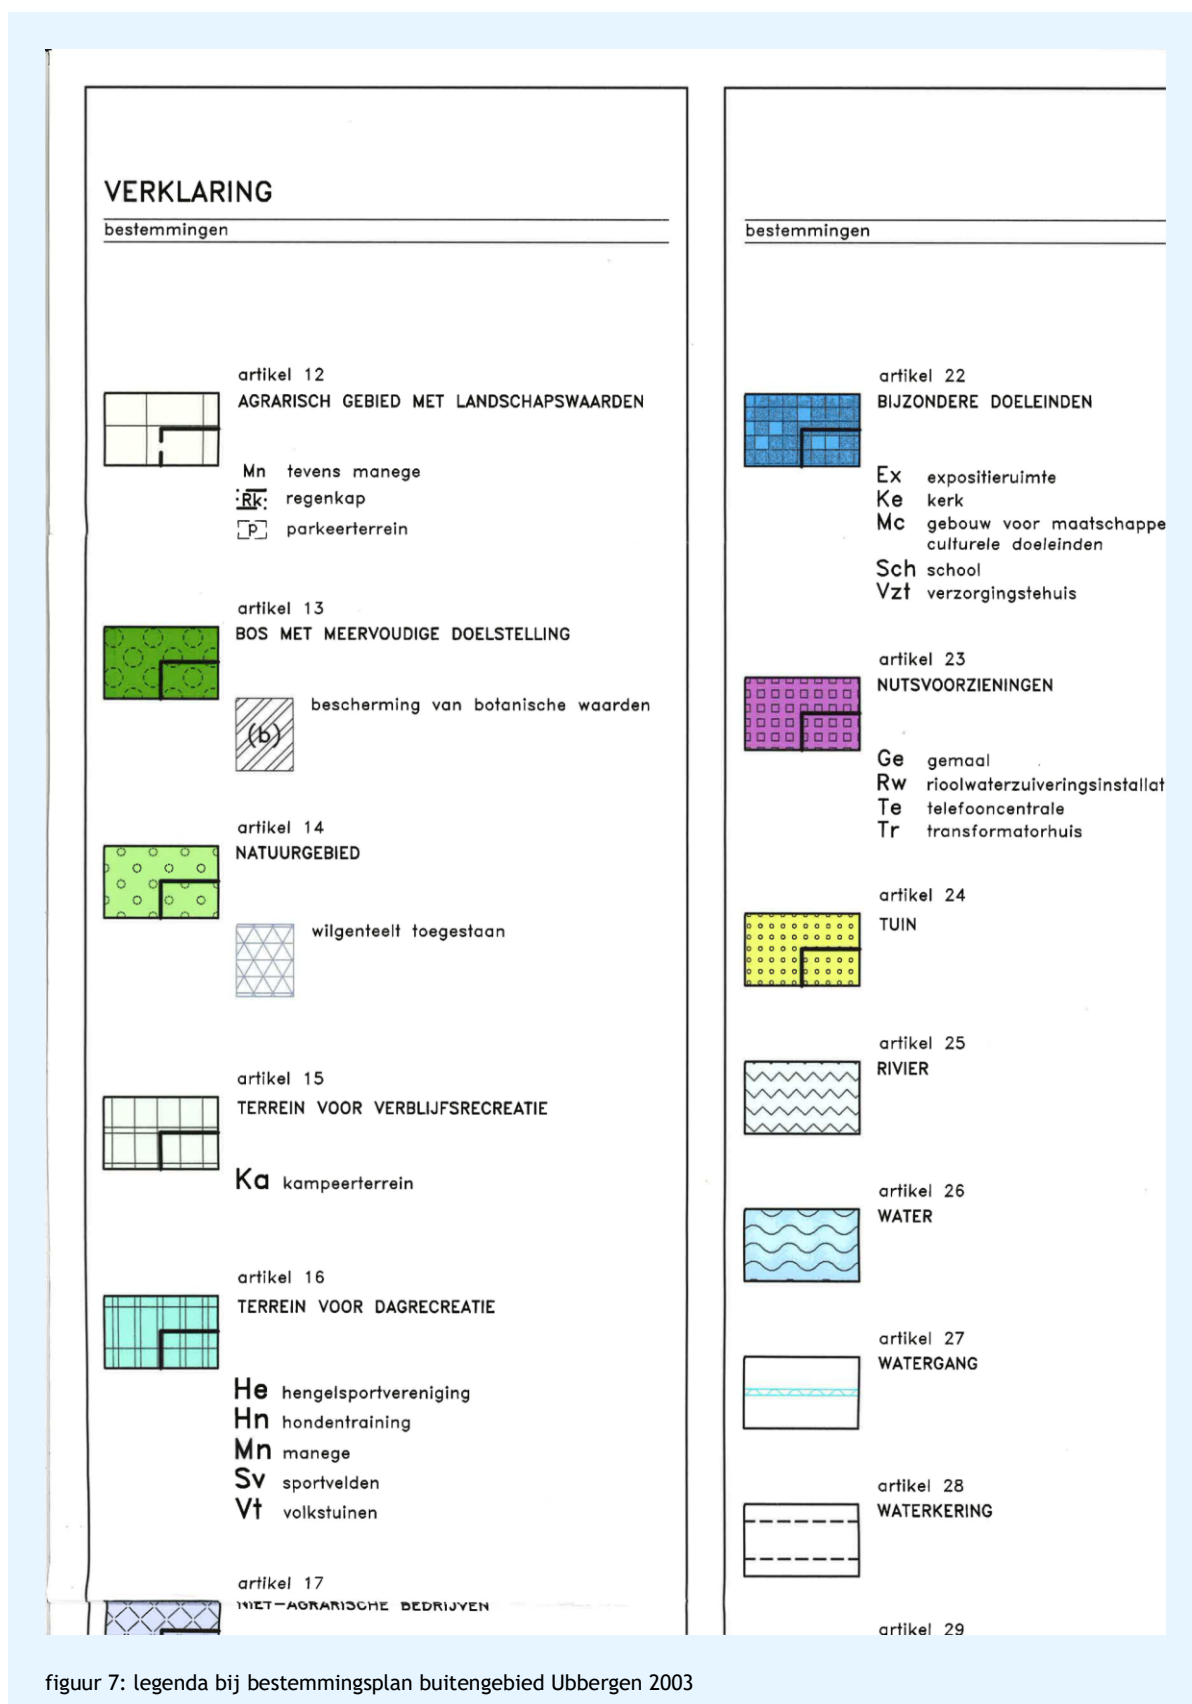 VERKLARING
bestemmingen
artikel 12
AGRARISCH GEBIED MET LANDSCHAPSWAARDEN
Mn tevens manege
Rk regenkap
p parkeerterrein
artikel 13
BOS MET MEERVOUDIGE DOELSTELLING
(b) bescherming van botanische waarden
artikel 14
NATUURGEBIED
wilgenteelt toegestaan
artikel 15
TERREIN VOOR VERBLIJFSRECREATIE
Ka kampeerterrein
artikel 16
TERREIN VOOR DAGRECREATIE
He hengelsportvereniging
Hn hondentraining
Mn manege
Sv sportvelden
Vt volkstuinen
artikel 17
NIET-AGRARISCHE BEDRIJVEN
bestemmingen
artikel 22
BIJZONDERE DOELEINDEN
Ex expositieruimte
Ke kerk
Mc gebouw voor maatschappe
culturele doeleinden
Sch school
Vzt verzorgingstehuis
artikel 23
NUTSVOORZIENINGEN
Ge gemaal
Rw rioolwaterzuiveringsinstallat
Te telefooncentrale
Tr transformatorhuis
artikel 24
TUIN
artikel 25
RIVIER
artikel 26
WATER
artikel 27
WATERGANG
artikel 28
WATERKERING
artikel 29
figuur 7: legenda bij bestemmingsplan buitengebied Ubbergen 2003